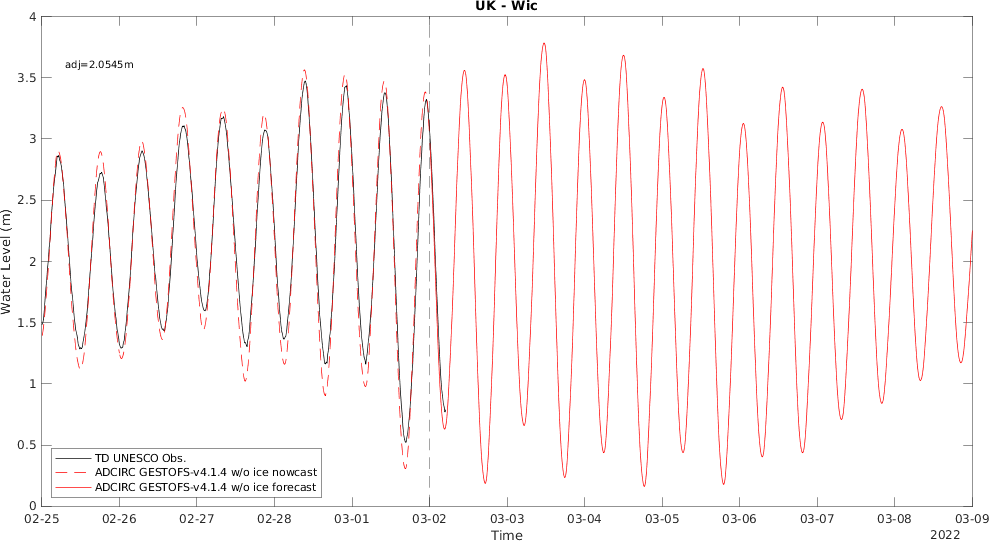 UK - Wic
4
3.5
3
2.5
2
1.5
1
0.5
0
Water Level (m)
adj=2.0545m
TD UNESCO Obs.
ADCIRC GESTOFS-v4.1.4 w/o ice nowcast
ADCIRC GESTOFS-v4.1.4 w/o ice forecast
02-25 02-26 02-27 02-28 03-01 03-02 03-03 03-04 03-05 03-06 03-07 03-08 03-09
Time
2022